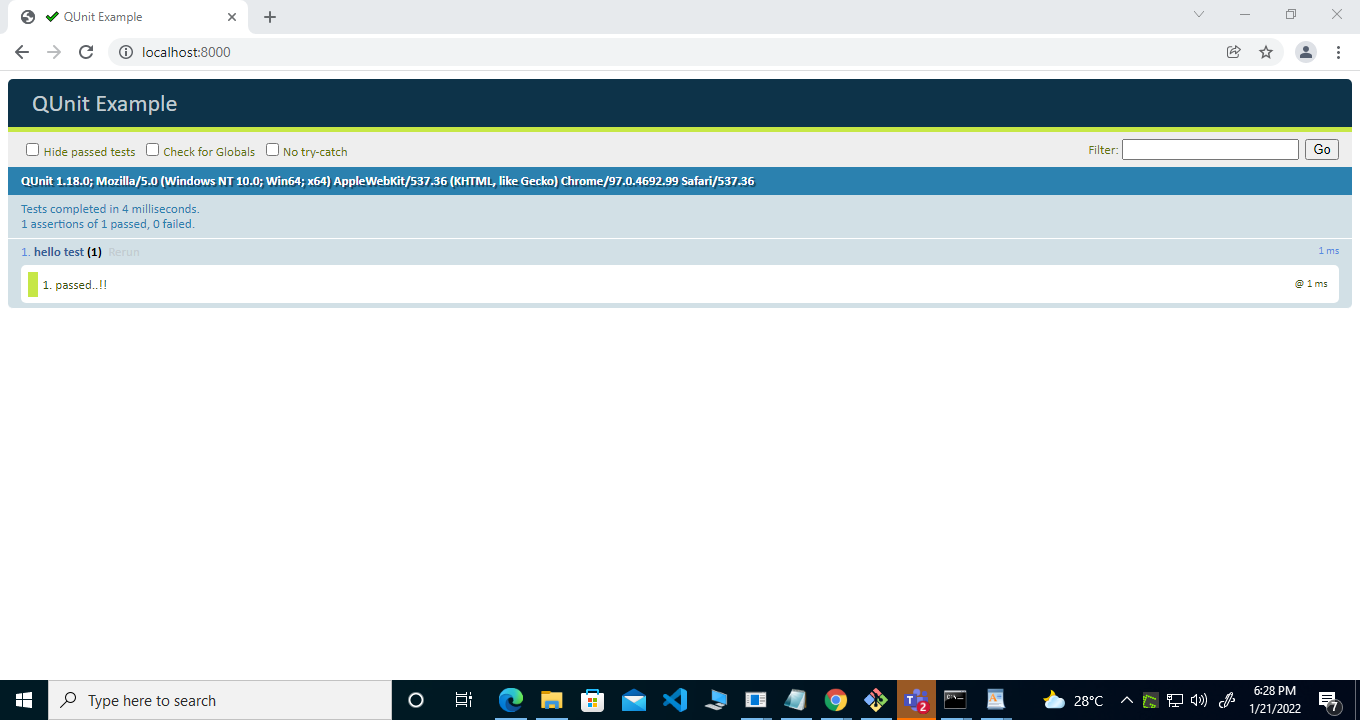 QUnit Example
localhost:8000
QUnit Example
Hide passed tests Check for Globals No try-catch Filter: Go
QUnit 1.18.0; Mozilla/5.0 (Windows NT 10.0; Win64; x64) AppleWebKit/537.36 (KHTML, like Gecko) Chrome/97.0.4692.99 Safari/537.36
Tests completed in 4 milliseconds.
1 assertions of 1 passed, 0 failed.
1. hello test (1) Rerun 1 ms
1. passed..!! @ 1 ms
Type here to search 2 28°C 6:28 PM
1/21/2022 7